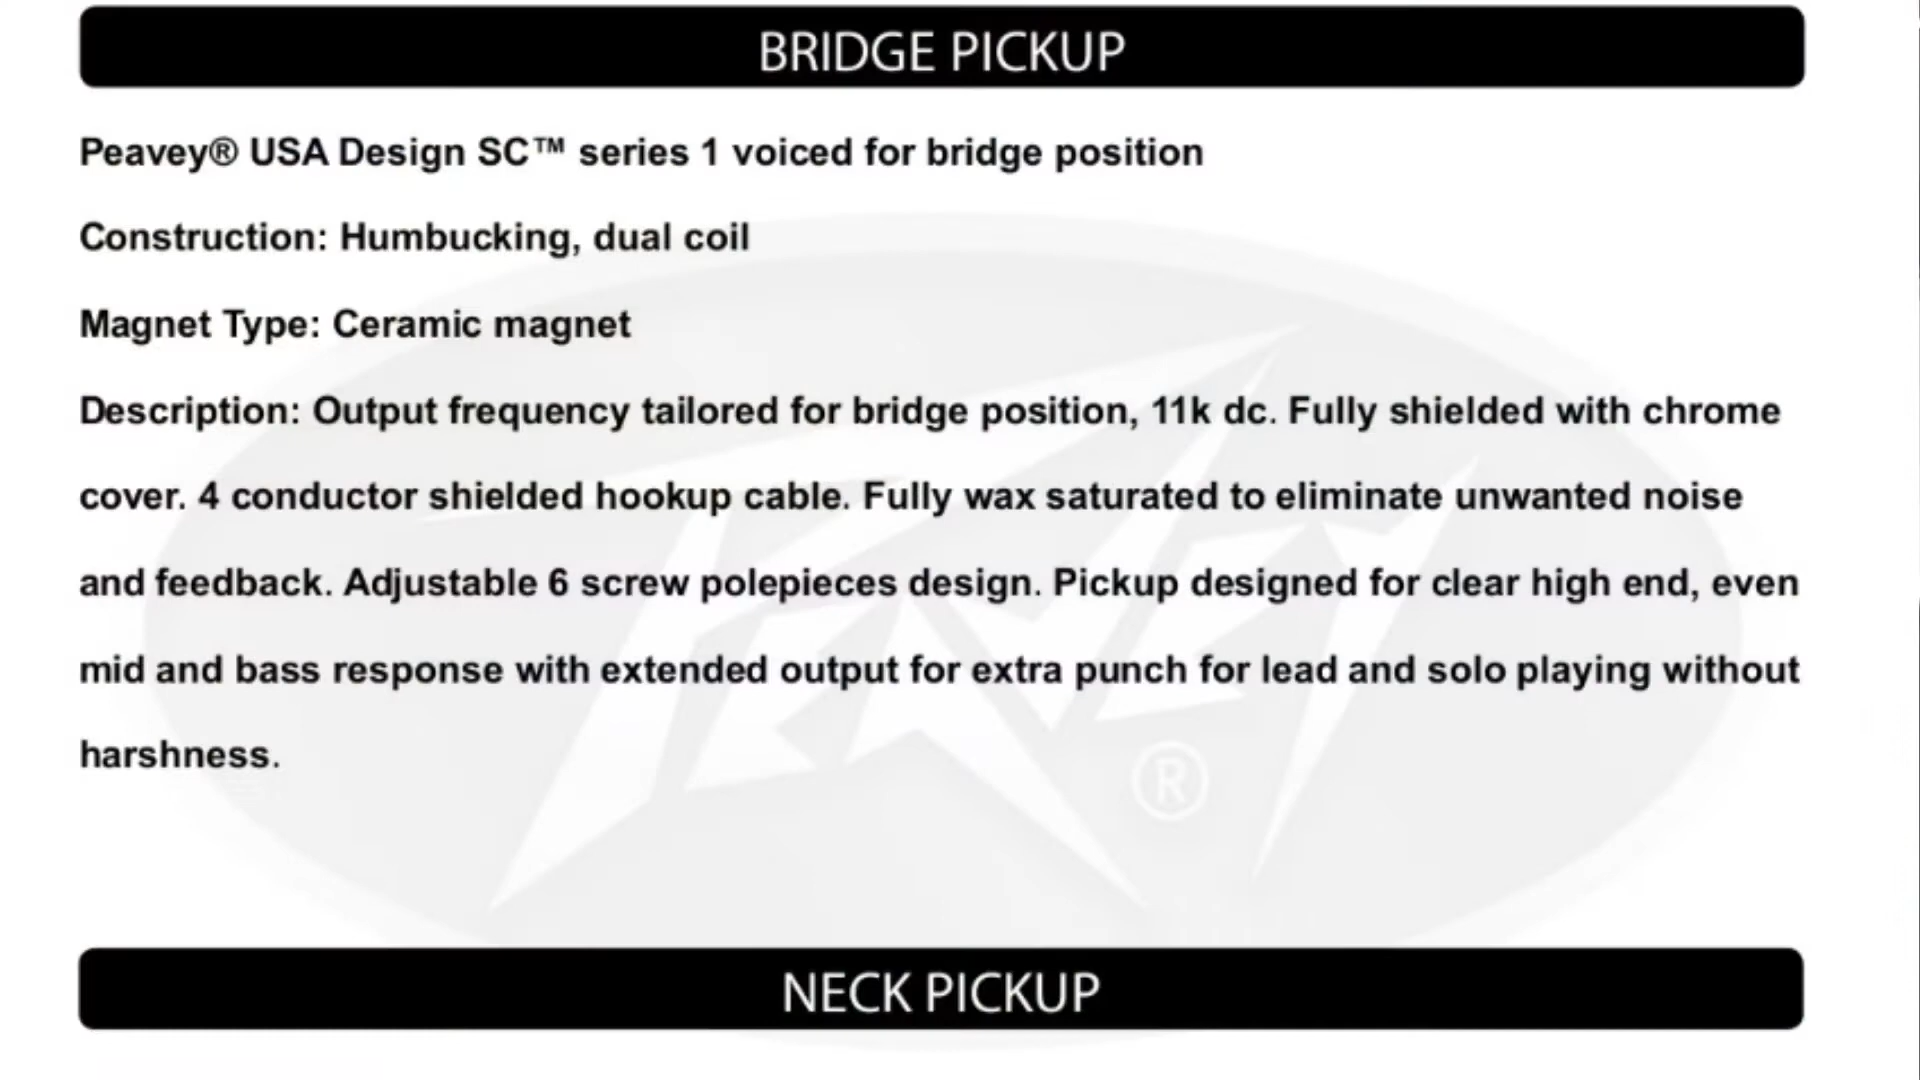 BRIDGE PICKUP
Peavey® USA Design SC™ series 1 voiced for bridge position
Construction: Humbucking, dual coil
Magnet Type: Ceramic magnet
Description: Output frequency tailored for bridge position, 11k dc. Fully shielded with chrome
cover. 4 conductor shielded hookup cable. Fully wax saturated to eliminate unwanted noise
and feedback. Adjustable 6 screw polepieces design. Pickup designed for clear high end, even
mid and bass response with extended output for extra punch for lead and solo playing without
harshness.
PEAVEY
®
NECK PICKUP